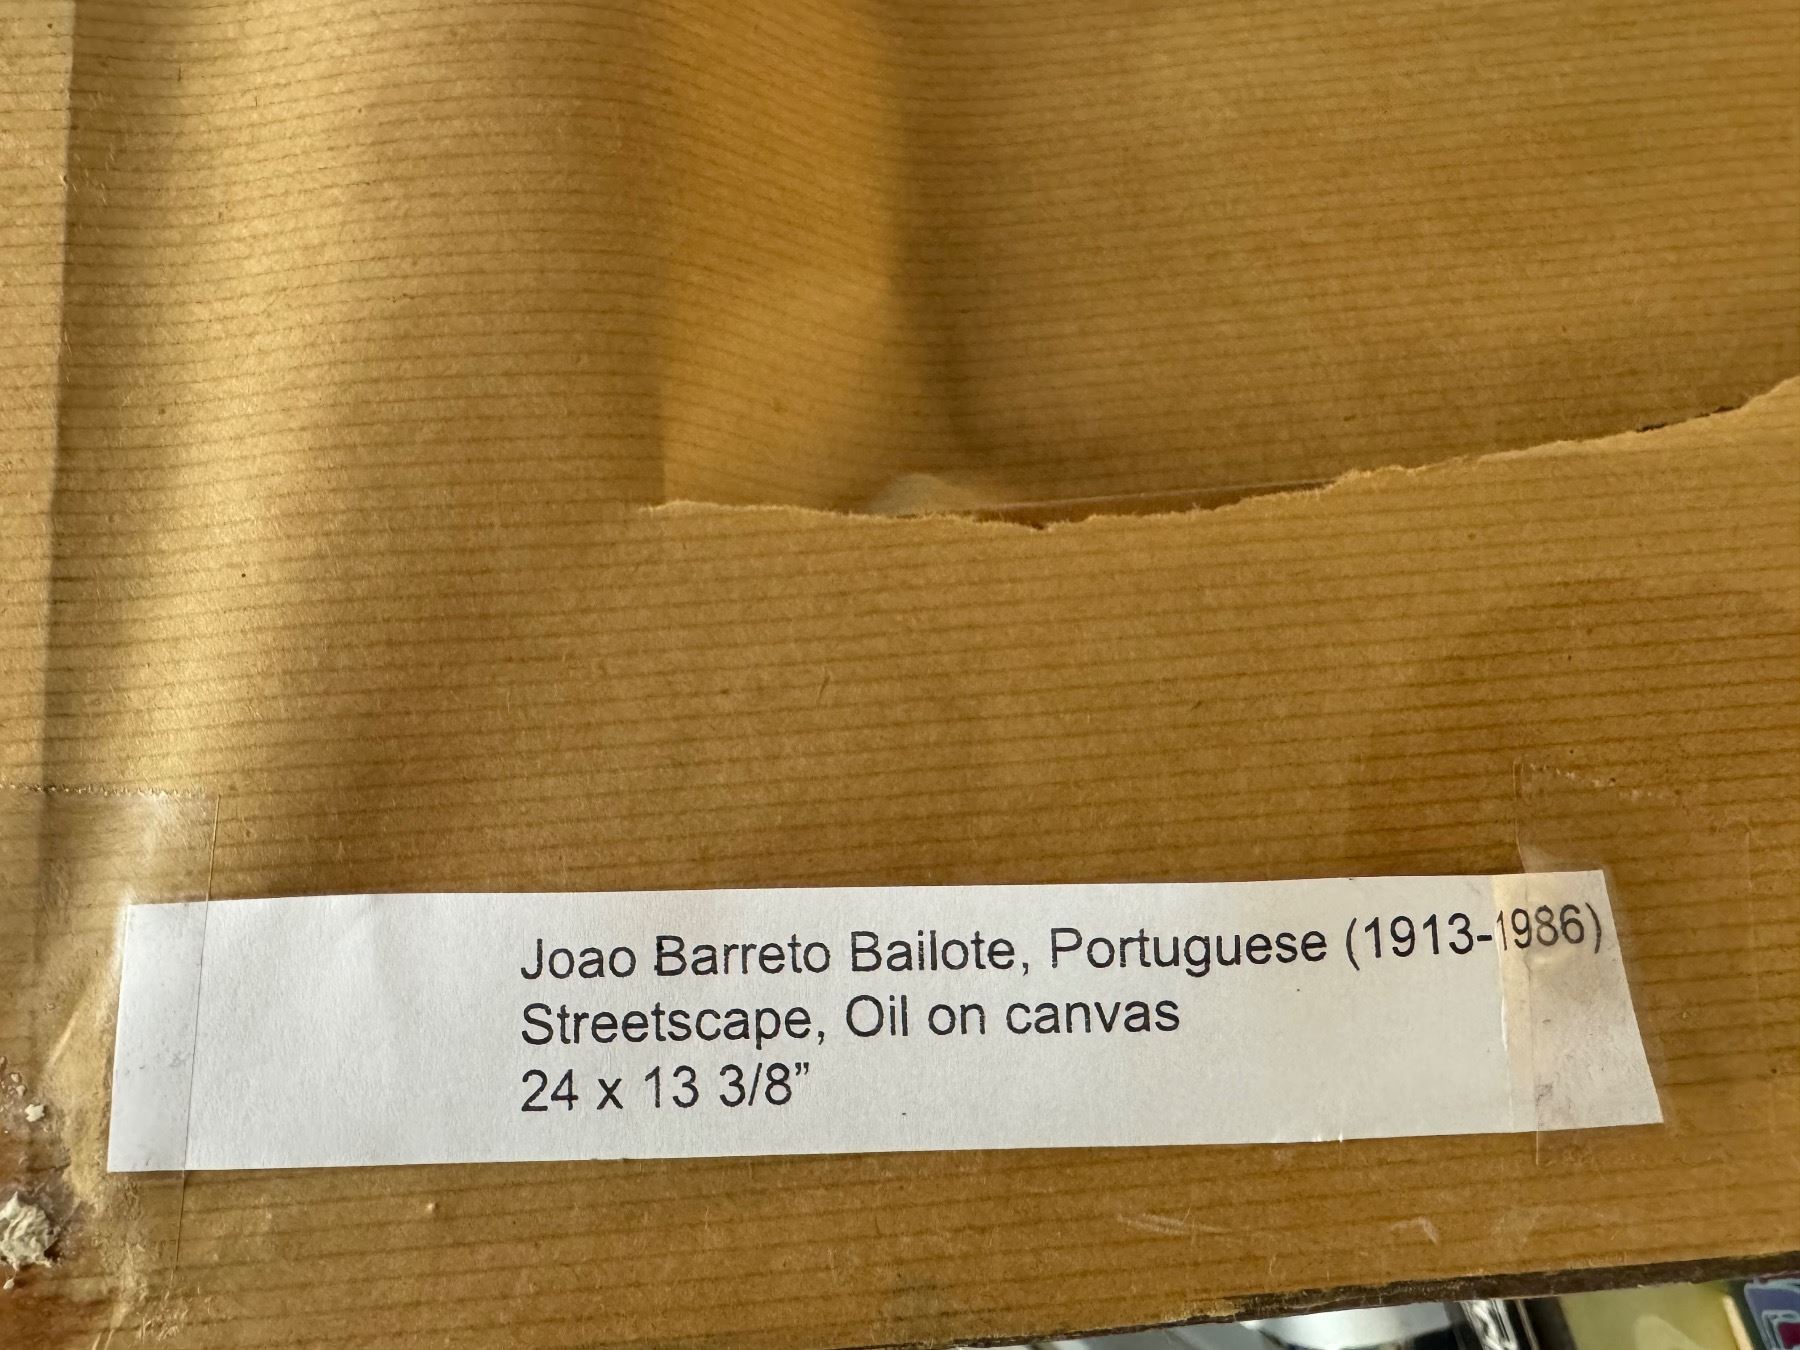 Joao Barreto Bailote, Portuguese (1913-1986)
Streetscape, Oil on canvas
24 x 13 3/8”